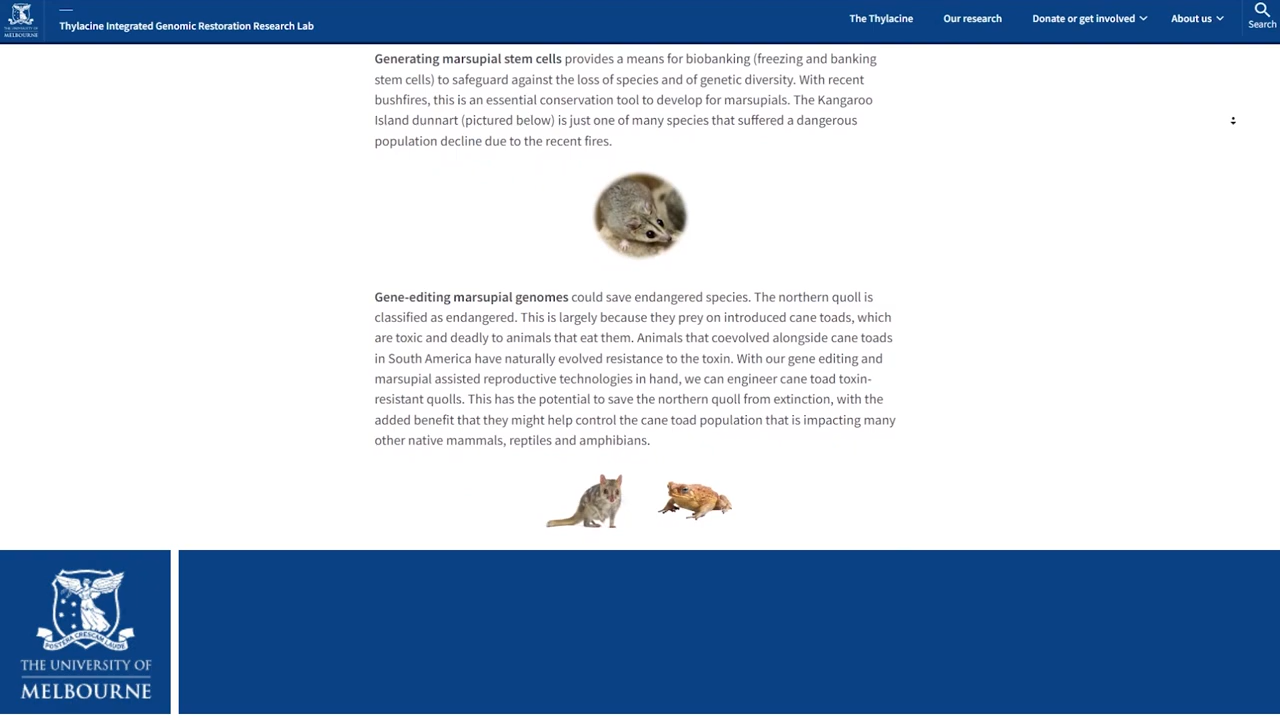 THE UNIVERSITY OF
MELBOURNE
Thylacine Integrated Genomic Restoration Research Lab
The Thylacine
Our research
Donate or get involved
About us
Search
Generating marsupial stem cells provides a means for biobanking (freezing and banking
stem cells) to safeguard against the loss of species and of genetic diversity. With recent
bushfires, this is an essential conservation tool to develop for marsupials. The Kangaroo
Island dunnart (pictured below) is just one of many species that suffered a dangerous
population decline due to the recent fires.
Gene-editing marsupial genomes could save endangered species. The northern quoll is
classified as endangered. This is largely because they prey on introduced cane toads, which
are toxic and deadly to animals that eat them. Animals that coevolved alongside cane toads
in South America have naturally evolved resistance to the toxin. With our gene editing and
marsupial assisted reproductive technologies in hand, we can engineer cane toad toxin-
resistant quolls. This has the potential to save the northern quoll from extinction, with the
added benefit that they might help control the cane toad population that is impacting many
other native mammals, reptiles and amphibians.
POSTERA CRESCAM LAUDE
THE UNIVERSITY OF
MELBOURNE